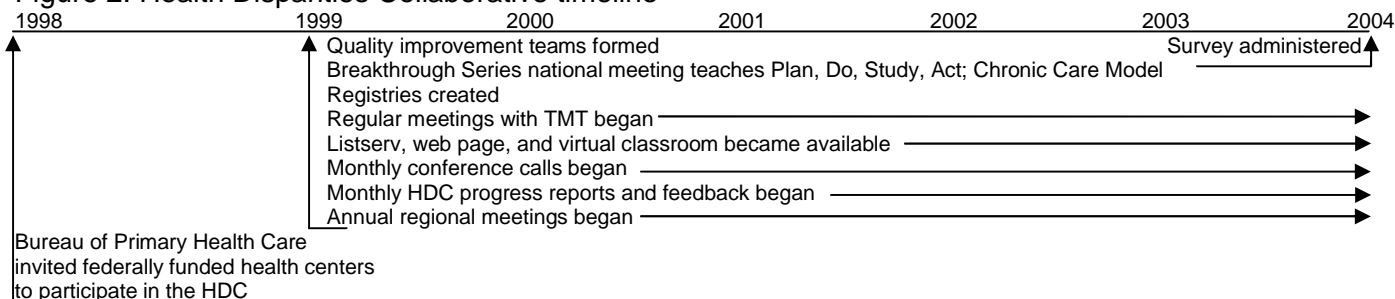 Figure 2. Health Disparities Collaborative timeline
1998 1999 2000 2001 2002 2003 2004
Quality improvement teams formed Survey administered
Breakthrough Series national meeting teaches Plan, Do, Study, Act; Chronic Care Model
Registries created
Regular meetings with TMT began
Listserv, web page, and virtual classroom became available
Monthly conference calls began
Monthly HDC progress reports and feedback began
Annual regional meetings began
Bureau of Primary Health Care
invited federally funded health centers
to participate in the HDC